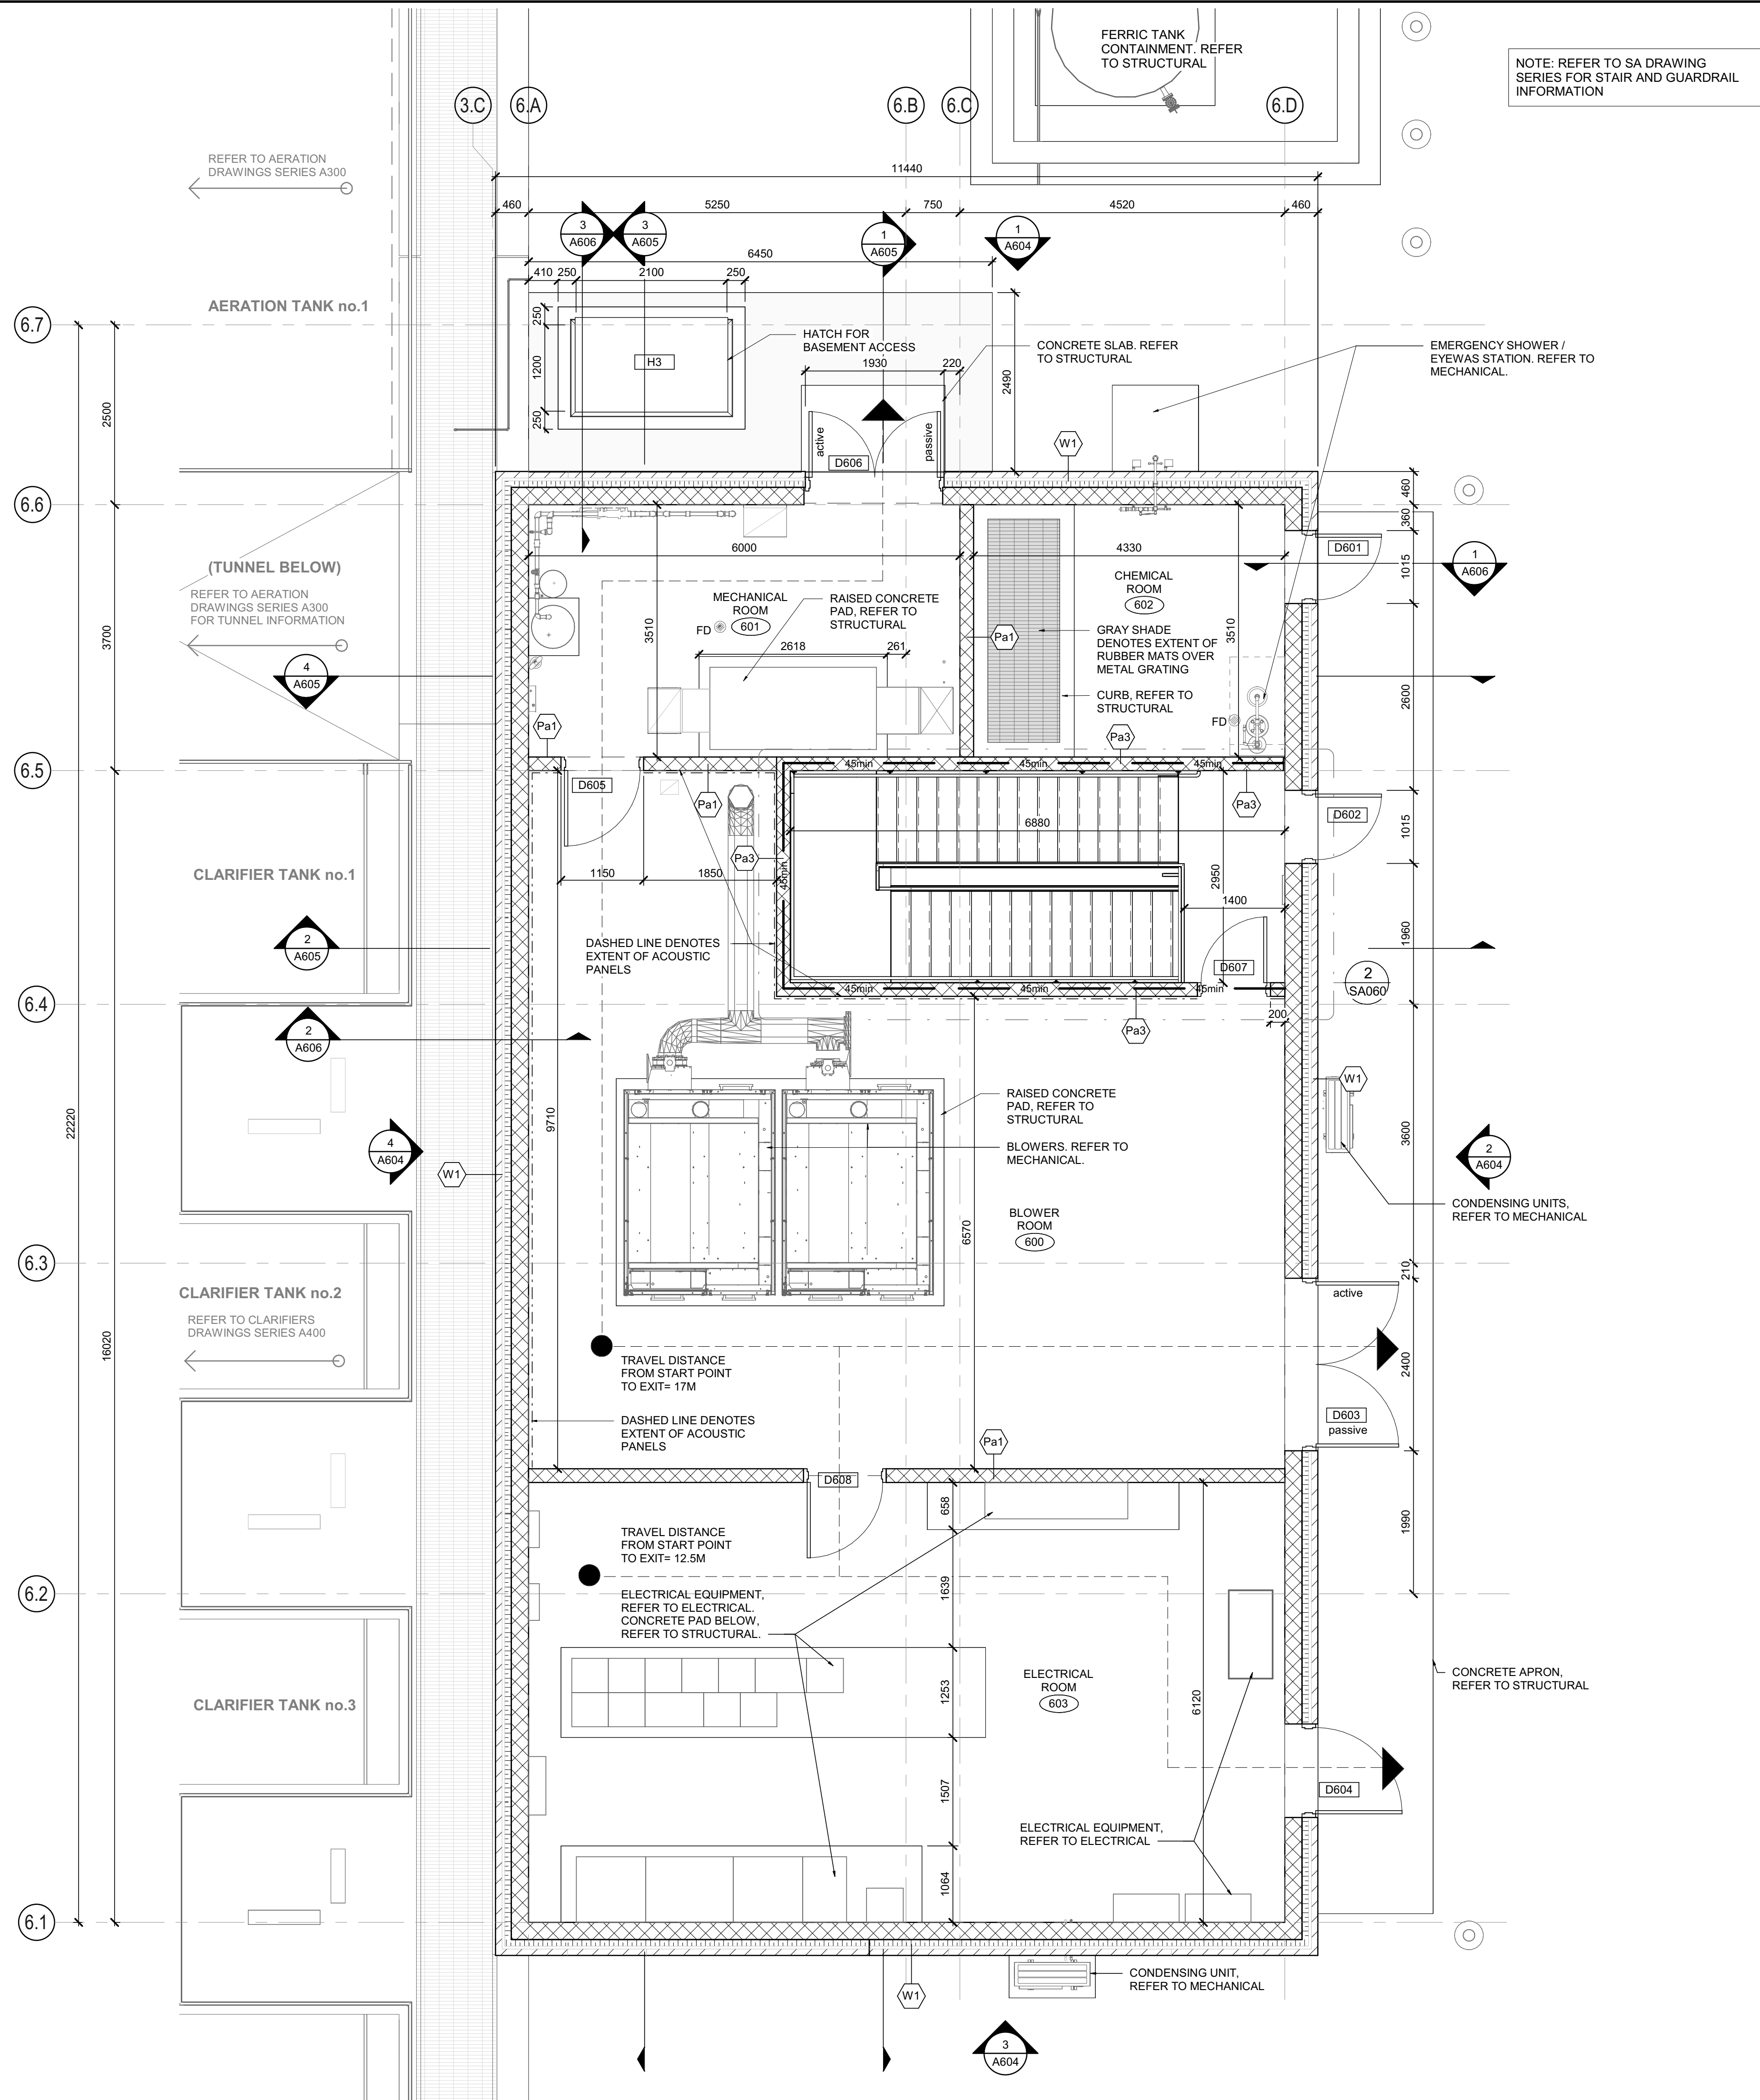 FERRIC TANK
CONTAINMENT. REFER
TO STRUCTURAL
NOTE: REFER TO SA DRAWING
SERIES FOR STAIR AND GUARDRAIL
INFORMATION
3.C
6.A
6.B
6.C
6.D
REFER TO AERATION
DRAWINGS SERIES A300
11440
460
5250
750
4520
460
3
A606
3
A605
1
A605
1
A604
6450
410
250
2100
250
AERATION TANK no.1
6.7
250
1200
250
H3
HATCH FOR
BASEMENT ACCESS
1930
220
CONCRETE SLAB. REFER
TO STRUCTURAL
2490
EMERGENCY SHOWER /
EYEWAS STATION. REFER TO
MECHANICAL.
2500
active
passive
D606
W1
460
360
6.6
6000
4330
D601
1015
1
A606
(TUNNEL BELOW)
REFER TO AERATION
DRAWINGS SERIES A300
FOR TUNNEL INFORMATION
3700
MECHANICAL
ROOM
601
FD
3510
RAISED CONCRETE
PAD, REFER TO
STRUCTURAL
2618
261
CHEMICAL
ROOM
602
Pa1
GRAY SHADE
DENOTES EXTENT OF
RUBBER MATS OVER
METAL GRATING
3510
CURB, REFER TO
STRUCTURAL
FD
2600
4
A605
Pa1
Pa3
6.5
45min
45min
45min
D605
Pa1
Pa3
D602
1015
6880
Pa3
45min
CLARIFIER TANK no.1
1150
1850
2950
1400
2
A605
DASHED LINE DENOTES
EXTENT OF ACOUSTIC
PANELS
1960
D607
2
SA060
45min
45min
45min
6.4
200
Pa3
2
A606
22220
9710
RAISED CONCRETE
PAD, REFER TO
STRUCTURAL
W1
3600
BLOWERS. REFER TO
MECHANICAL.
4
A604
2
A604
W1
CONDENSING UNITS,
REFER TO MECHANICAL
BLOWER
ROOM
600
6570
6.3
210
CLARIFIER TANK no.2
REFER TO CLARIFIERS
DRAWINGS SERIES A400
16020
active
2400
TRAVEL DISTANCE
FROM START POINT
TO EXIT= 17M
DASHED LINE DENOTES
EXTENT OF ACOUSTIC
PANELS
D603
passive
Pa1
D608
658
1990
TRAVEL DISTANCE
FROM START POINT
TO EXIT= 12.5M
6.2
1639
ELECTRICAL EQUIPMENT,
REFER TO ELECTRICAL.
CONCRETE PAD BELOW,
REFER TO STRUCTURAL.
ELECTRICAL
ROOM
603
1253
6120
CONCRETE APRON,
REFER TO STRUCTURAL
CLARIFIER TANK no.3
1507
D604
ELECTRICAL EQUIPMENT,
REFER TO ELECTRICAL
1064
6.1
CONDENSING UNIT,
REFER TO MECHANICAL
W1
3
A604